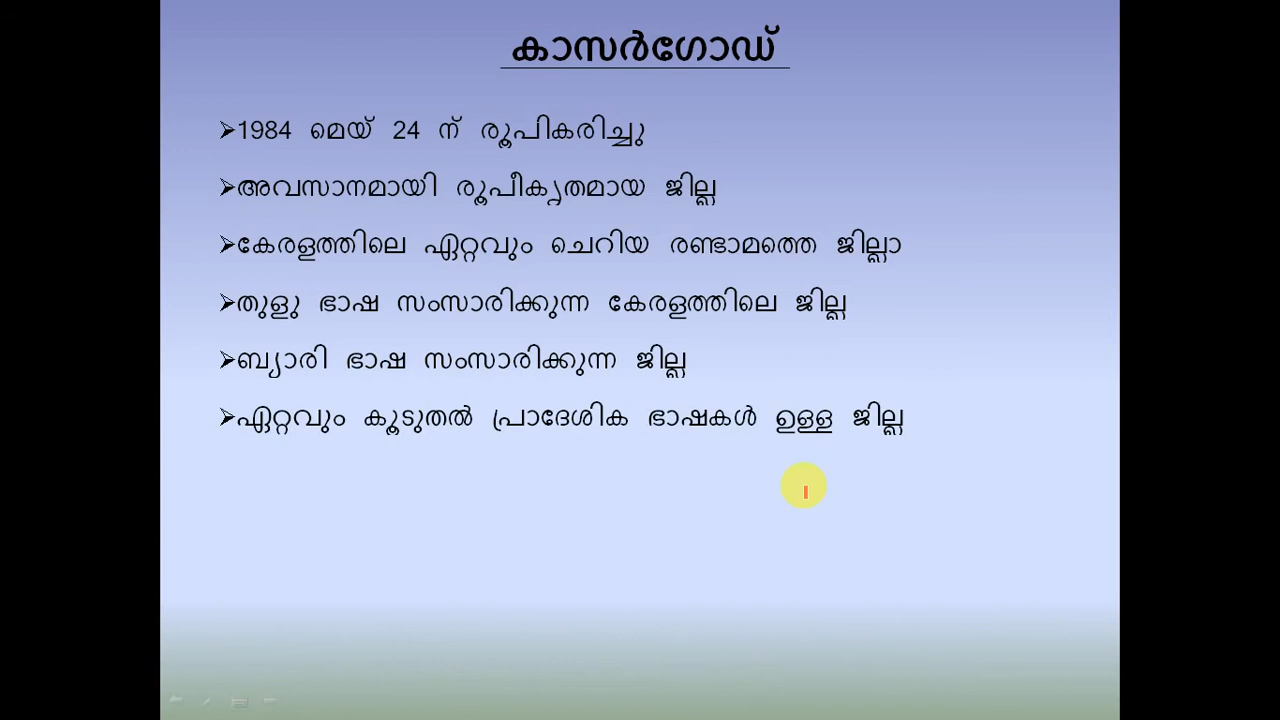 കാസർഗോഡ്
➢1984 മെയ് 24 ന് രൂപികരിച്ചു
➢അവസാനമായി രൂപീകൃതമായ ജില്ല
➢കേരളത്തിലെ ഏറ്റവും ചെറിയ രണ്ടാമത്തെ ജില്ലാ
➢തുളു ഭാഷ സംസാരിക്കുന്ന കേരളത്തിലെ ജില്ല
➢ബ്യാരി ഭാഷ സംസാരിക്കുന്ന ജില്ല
➢ഏറ്റവും കൂടുതൽ പ്രാദേശിക ഭാഷകൾ ഉള്ള ജില്ല